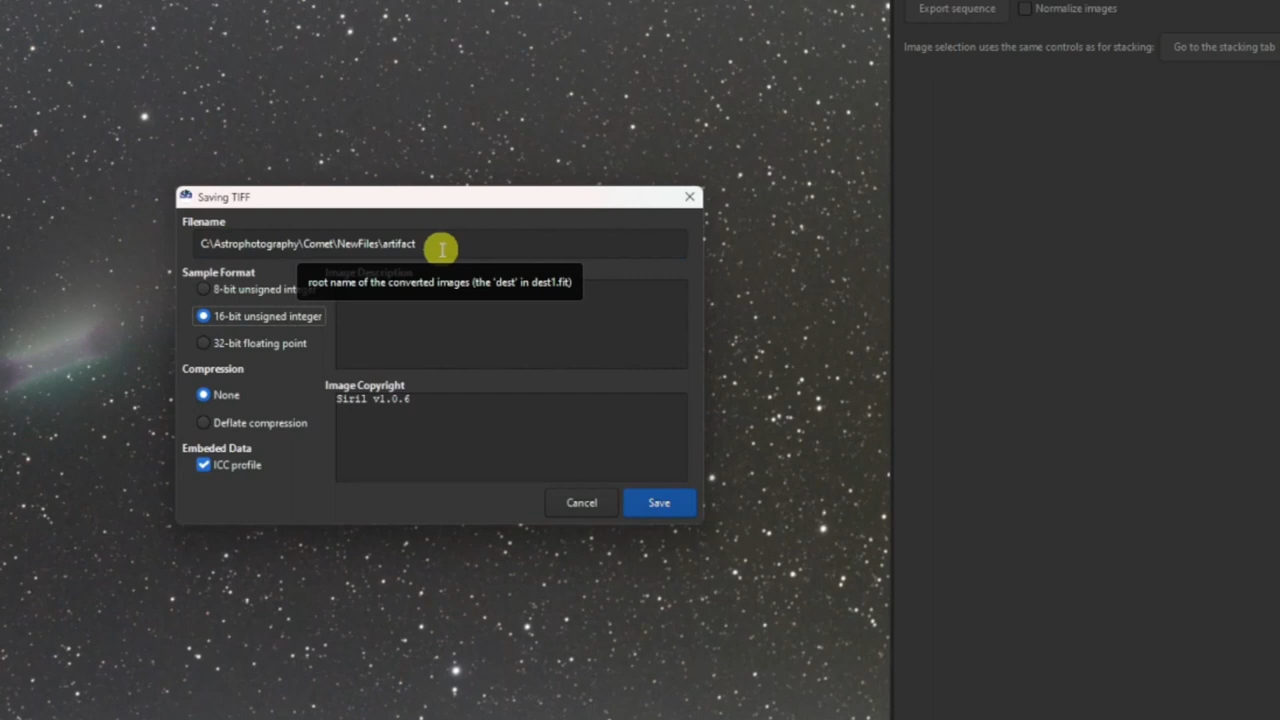 Export sequence
Normalize images
Image selection uses the same controls as for stacking:
Go to the stacking tab
Saving TIFF
Filename
C:\Astrophotography\Comet\NewFiles\artifact
root name of the converted images (the 'dest' in dest1.fit)
Sample Format
Image Description
8-bit unsigned integer
16-bit unsigned integer
32-bit floating point
Compression
Image Copyright
None
Siril v1.0.6
Deflate compression
Embeded Data
ICC profile
Cancel
Save